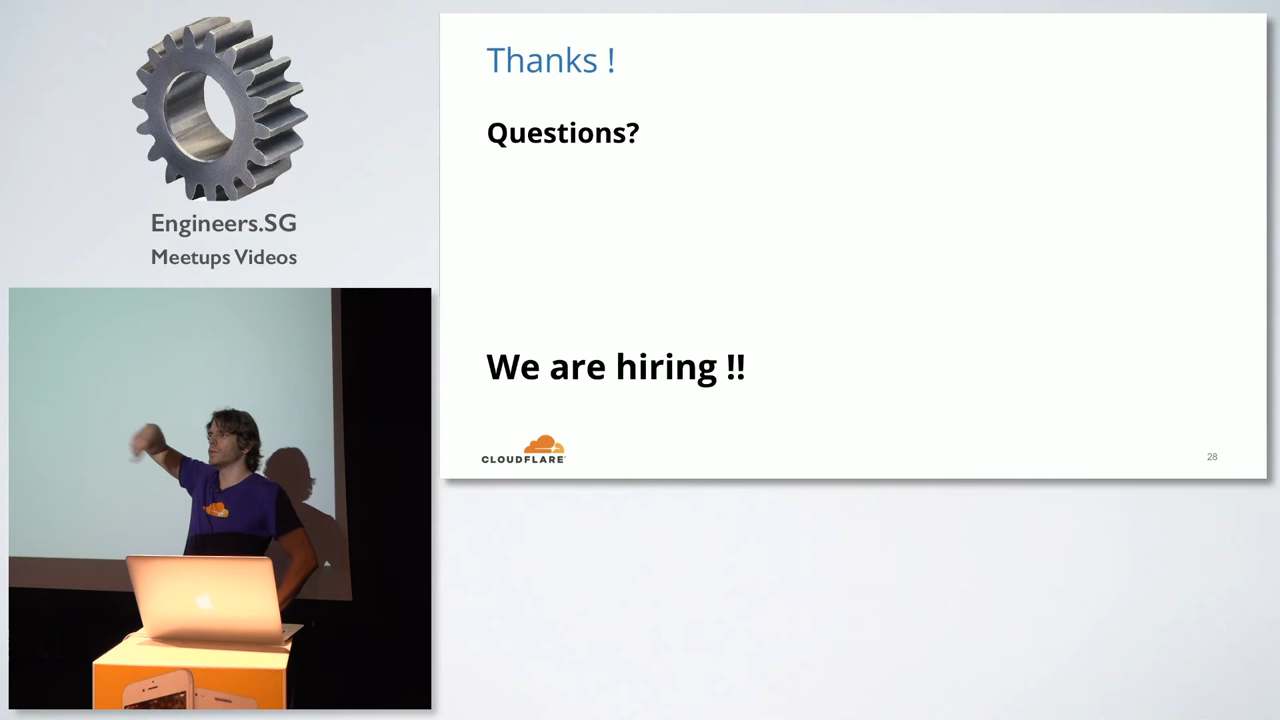 Engineers.SG
Meetups Videos
Thanks !
Questions?
We are hiring !!
CLOUDFLARE
28